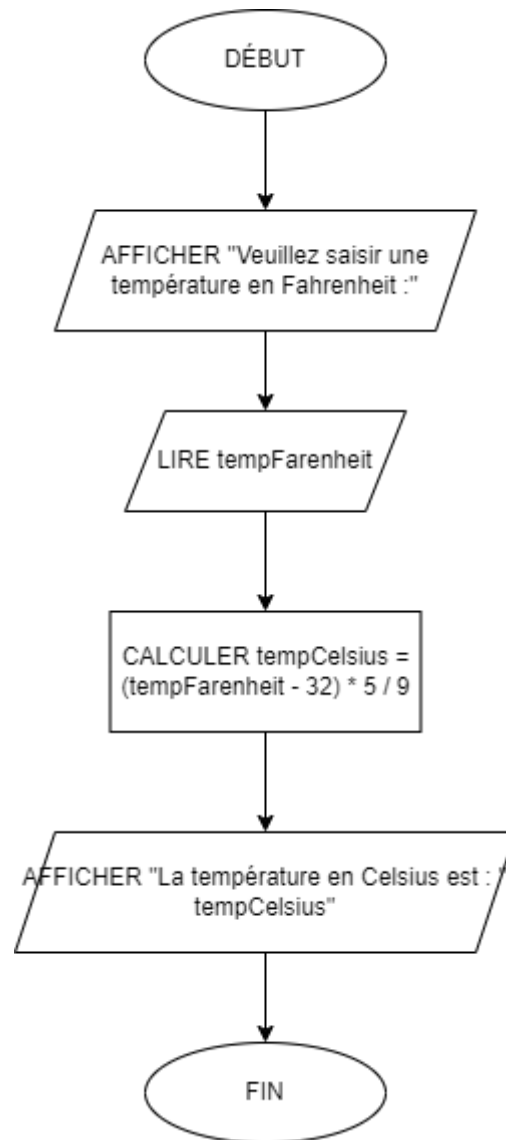 DÉBUT
AFFICHER "Veuillez saisir une
température en Fahrenheit :"
LIRE tempFarenheit
CALCULER tempCelsius =
(tempFarenheit - 32) * 5 / 9
AFFICHER "La température en Celsius est : "
tempCelsius"
FIN